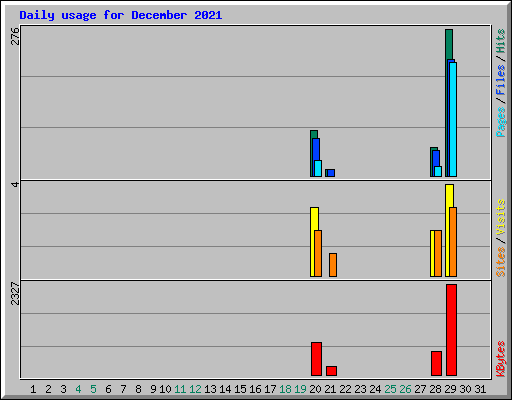 Daily usage for December 2021
276
Pages/Files/Hits
4
Sites/Visits
2327
KBytes
1 2 3 4 5 6 7 8 9 10 11 12 13 14 15 16 17 18 19 20 21 22 23 24 25 26 27 28 29 30 31